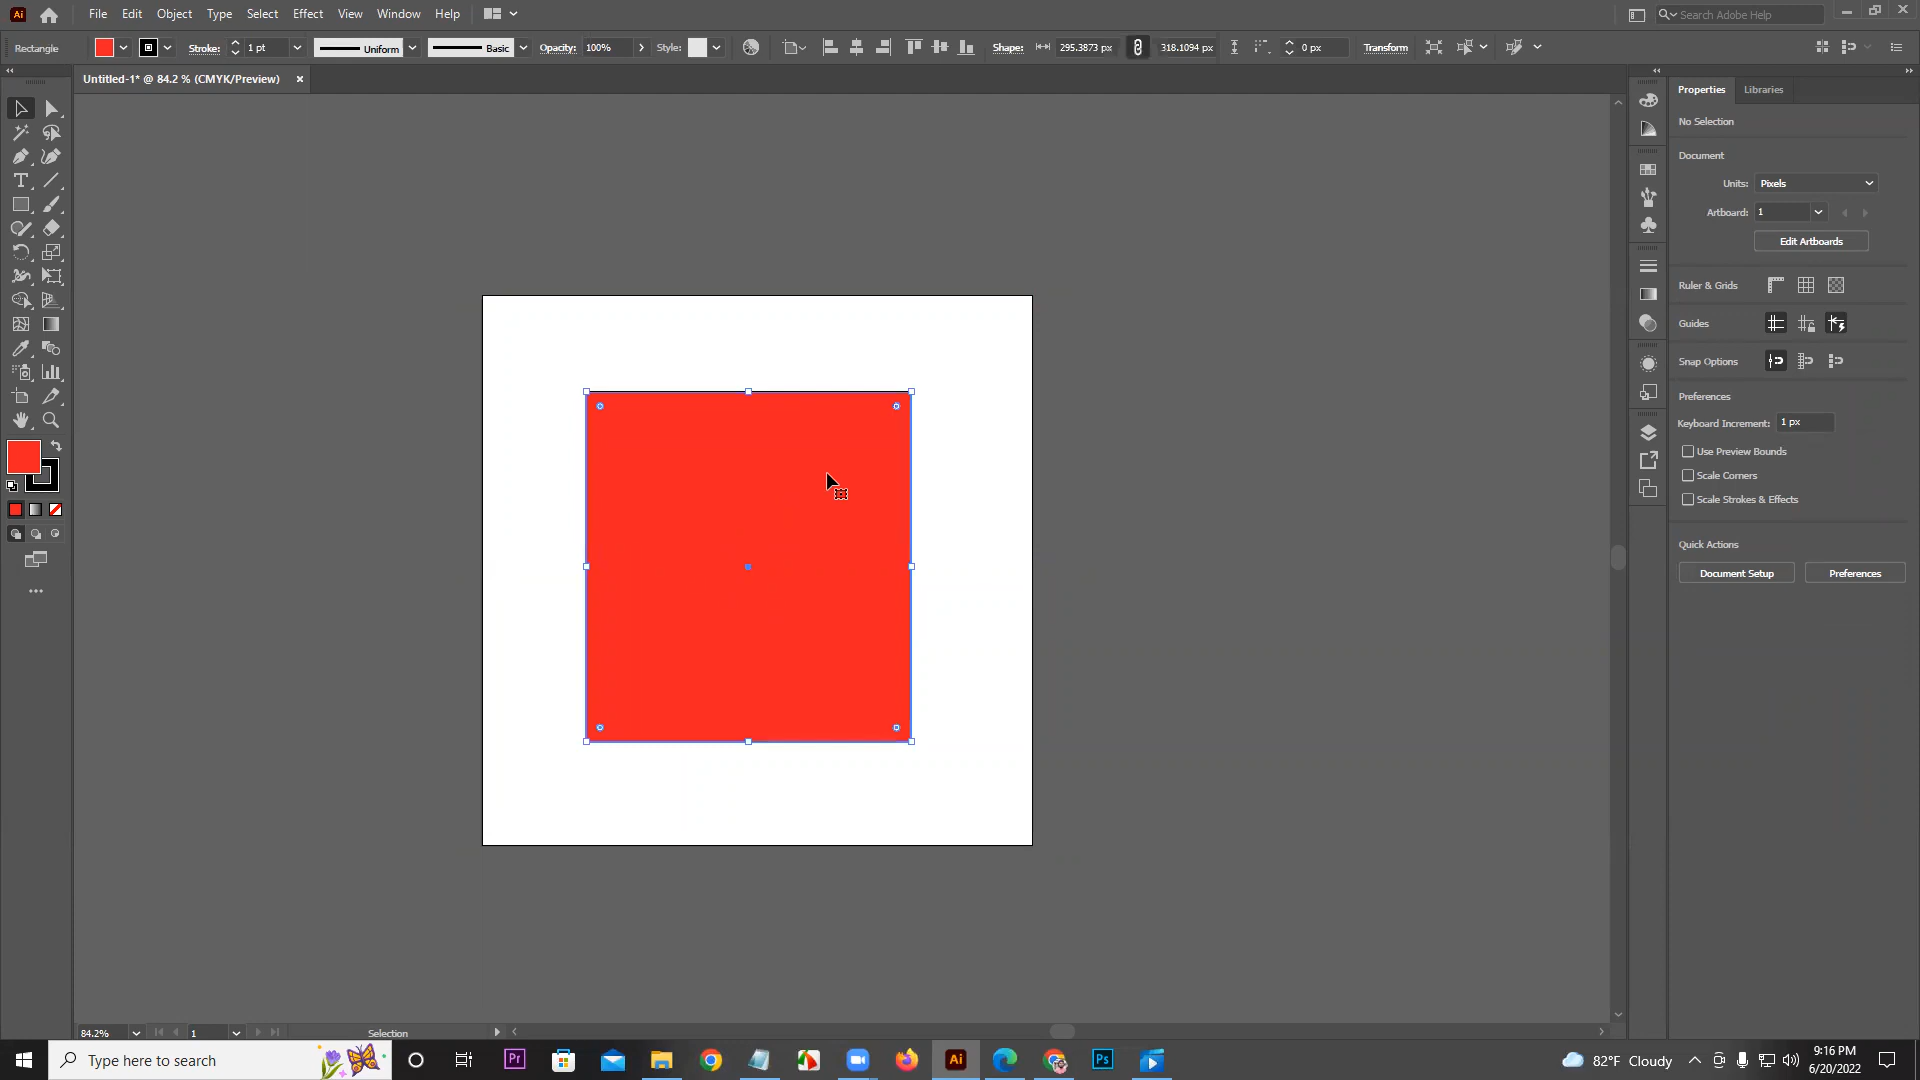 Ai File Edit Object Type Select Effect View Window Help Search Adobe Help
Rectangle Stroke: 1 pt Uniform Basic Opacity: 100% Style: Shape: 295.3873 px 318.1094 px 0 px Transform
Untitled-1* @ 84.2 % (CMYK/Preview)
Properties Libraries
No Selection
Document
Units: Pixels
Artboard: 1
Edit Artboards
Ruler & Grids
Guides
Snap Options
Preferences
Keyboard Increment: 1 px
Use Preview Bounds
Scale Corners
Scale Strokes & Effects
Quick Actions
Document Setup Preferences
84.2% 1 Selection
Type here to search Pr Ai Ps 82°F Cloudy 9:16 PM
6/20/2022